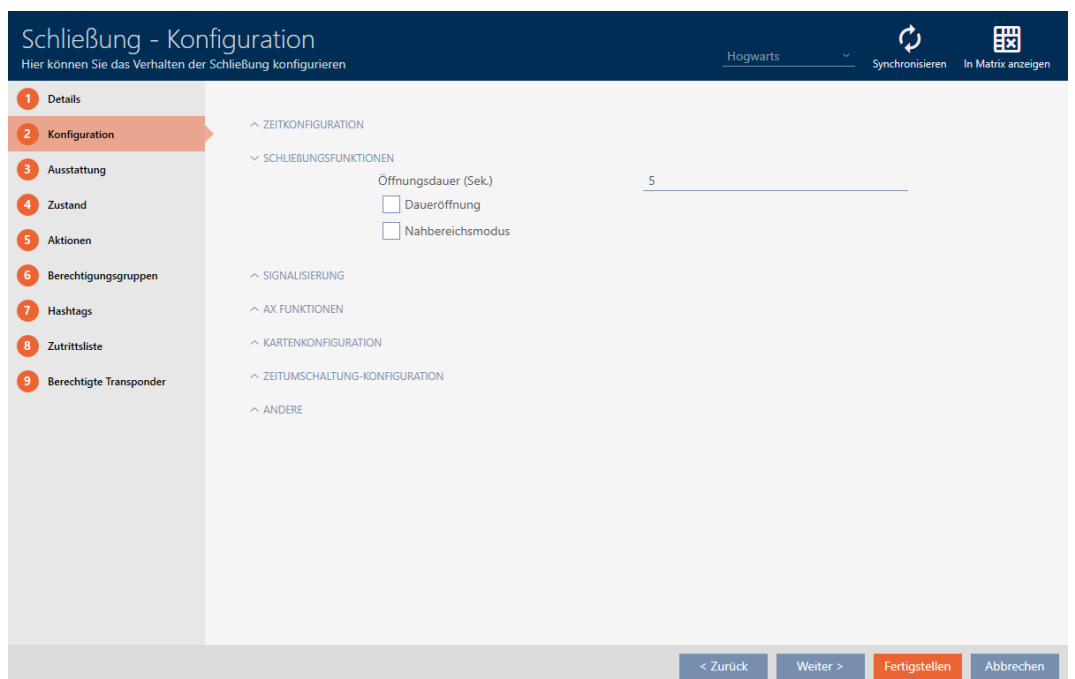 Schließung - Konfiguration
Hier können Sie das Verhalten der Schließung konfigurieren
Hogwarts
Synchronisieren
In Matrix anzeigen
1 Details
2 Konfiguration
3 Ausstattung
4 Zustand
5 Aktionen
6 Berechtigungsgruppen
7 Hashtags
8 Zutrittsliste
9 Berechtigte Transponder
ZEITKONFIGURATION
SCHLIEßUNGSFUNKTIONEN
Öffnungsdauer (Sek.) 5
Daueröffnung
Nahbereichsmodus
SIGNALISIERUNG
AX FUNKTIONEN
KARTENKONFIGURATION
ZEITUMSCHALTUNG-KONFIGURATION
ANDERE
< Zurück
Weiter >
Fertigstellen
Abbrechen